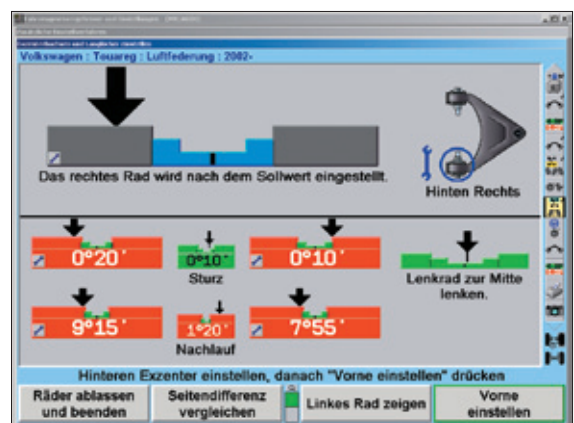 Volkswagen : Touareg : Luftfederung : 2002-
Das rechtes Rad wird nach dem Sollwert eingestellt.
Hinten Rechts
0°20'
0°10'
0°10'
Sturz
Lenkrad zur Mitte
lenken.
9°15'
1°20'
7°55'
Nachlauf
Hinteren Exzenter einstellen, danach "Vorne einstellen" drücken
Räder ablassen
und beenden
Seitendifferenz
vergleichen
Linkes Rad zeigen
Vorne
einstellen